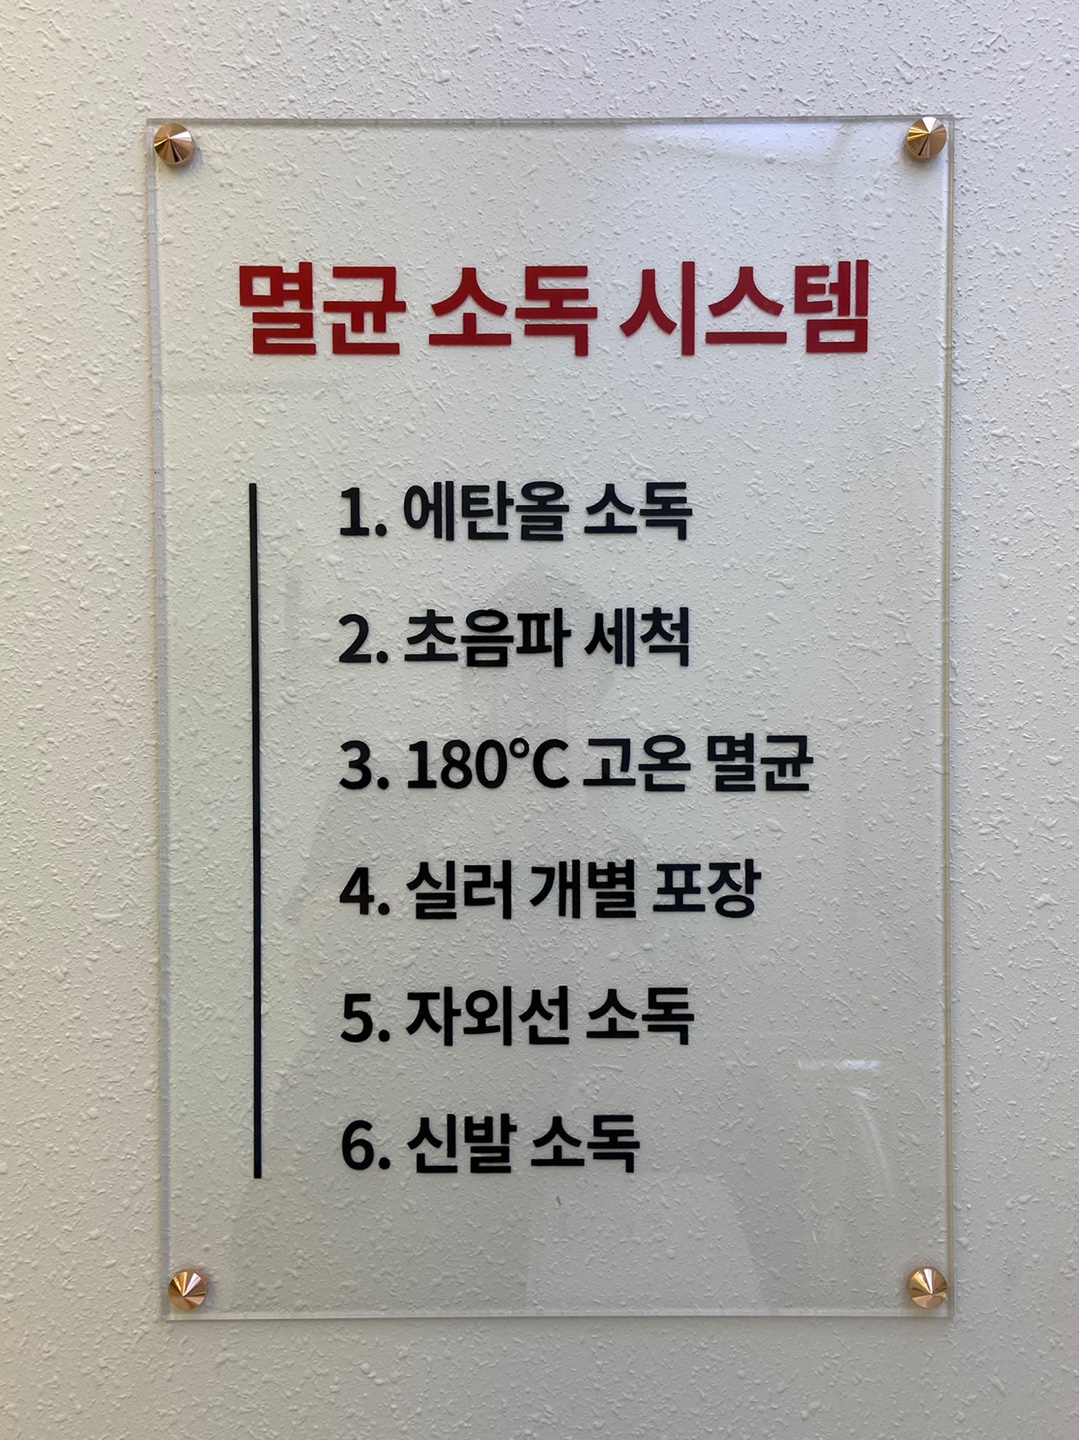 멸균 소독 시스템
1. 에탄올 소독
2. 초음파 세척
3. 180°C 고온 멸균
4. 실러 개별 포장
5. 자외선 소독
6. 신발 소독